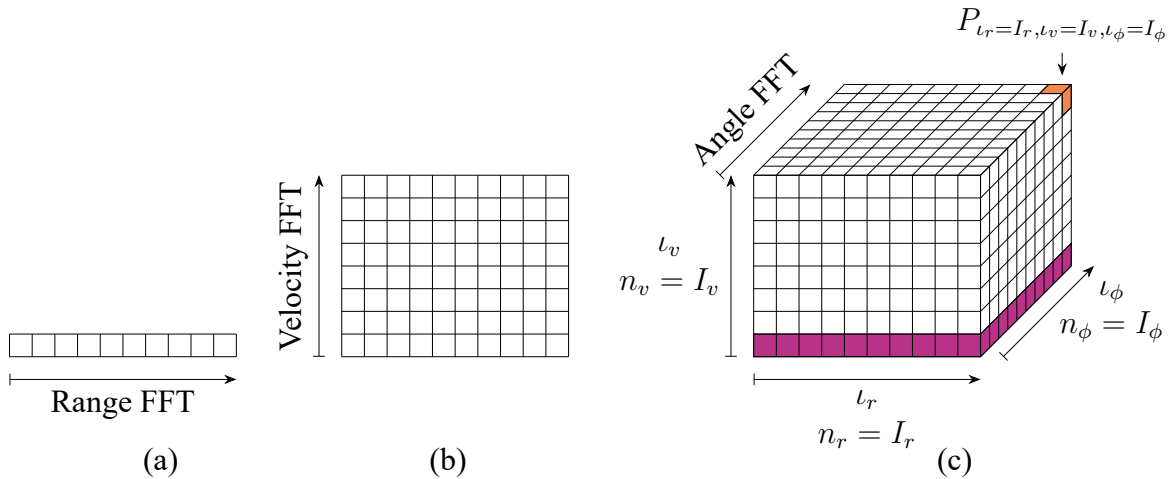 Range FFT
(a)
Velocity FFT
(b)
P_{ι_r=I_r,ι_v=I_v,ι_ϕ=I_ϕ}
Angle FFT
ι_v
n_v = I_v
ι_ϕ
n_ϕ = I_ϕ
ι_r
n_r = I_r
(c)